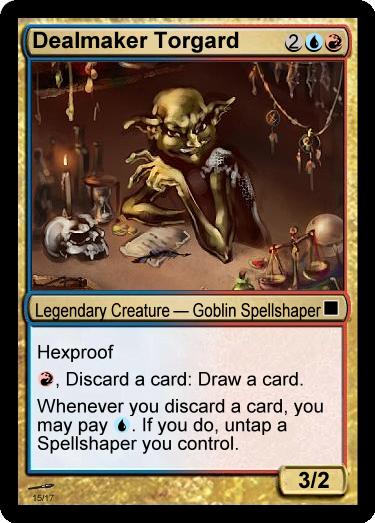 Dealmaker Torgard 2
Legendary Creature — Goblin Spellshaper
Hexproof
, Discard a card: Draw a card.
Whenever you discard a card, you
may pay . If you do, untap a
Spellshaper you control.
3/2
15/17